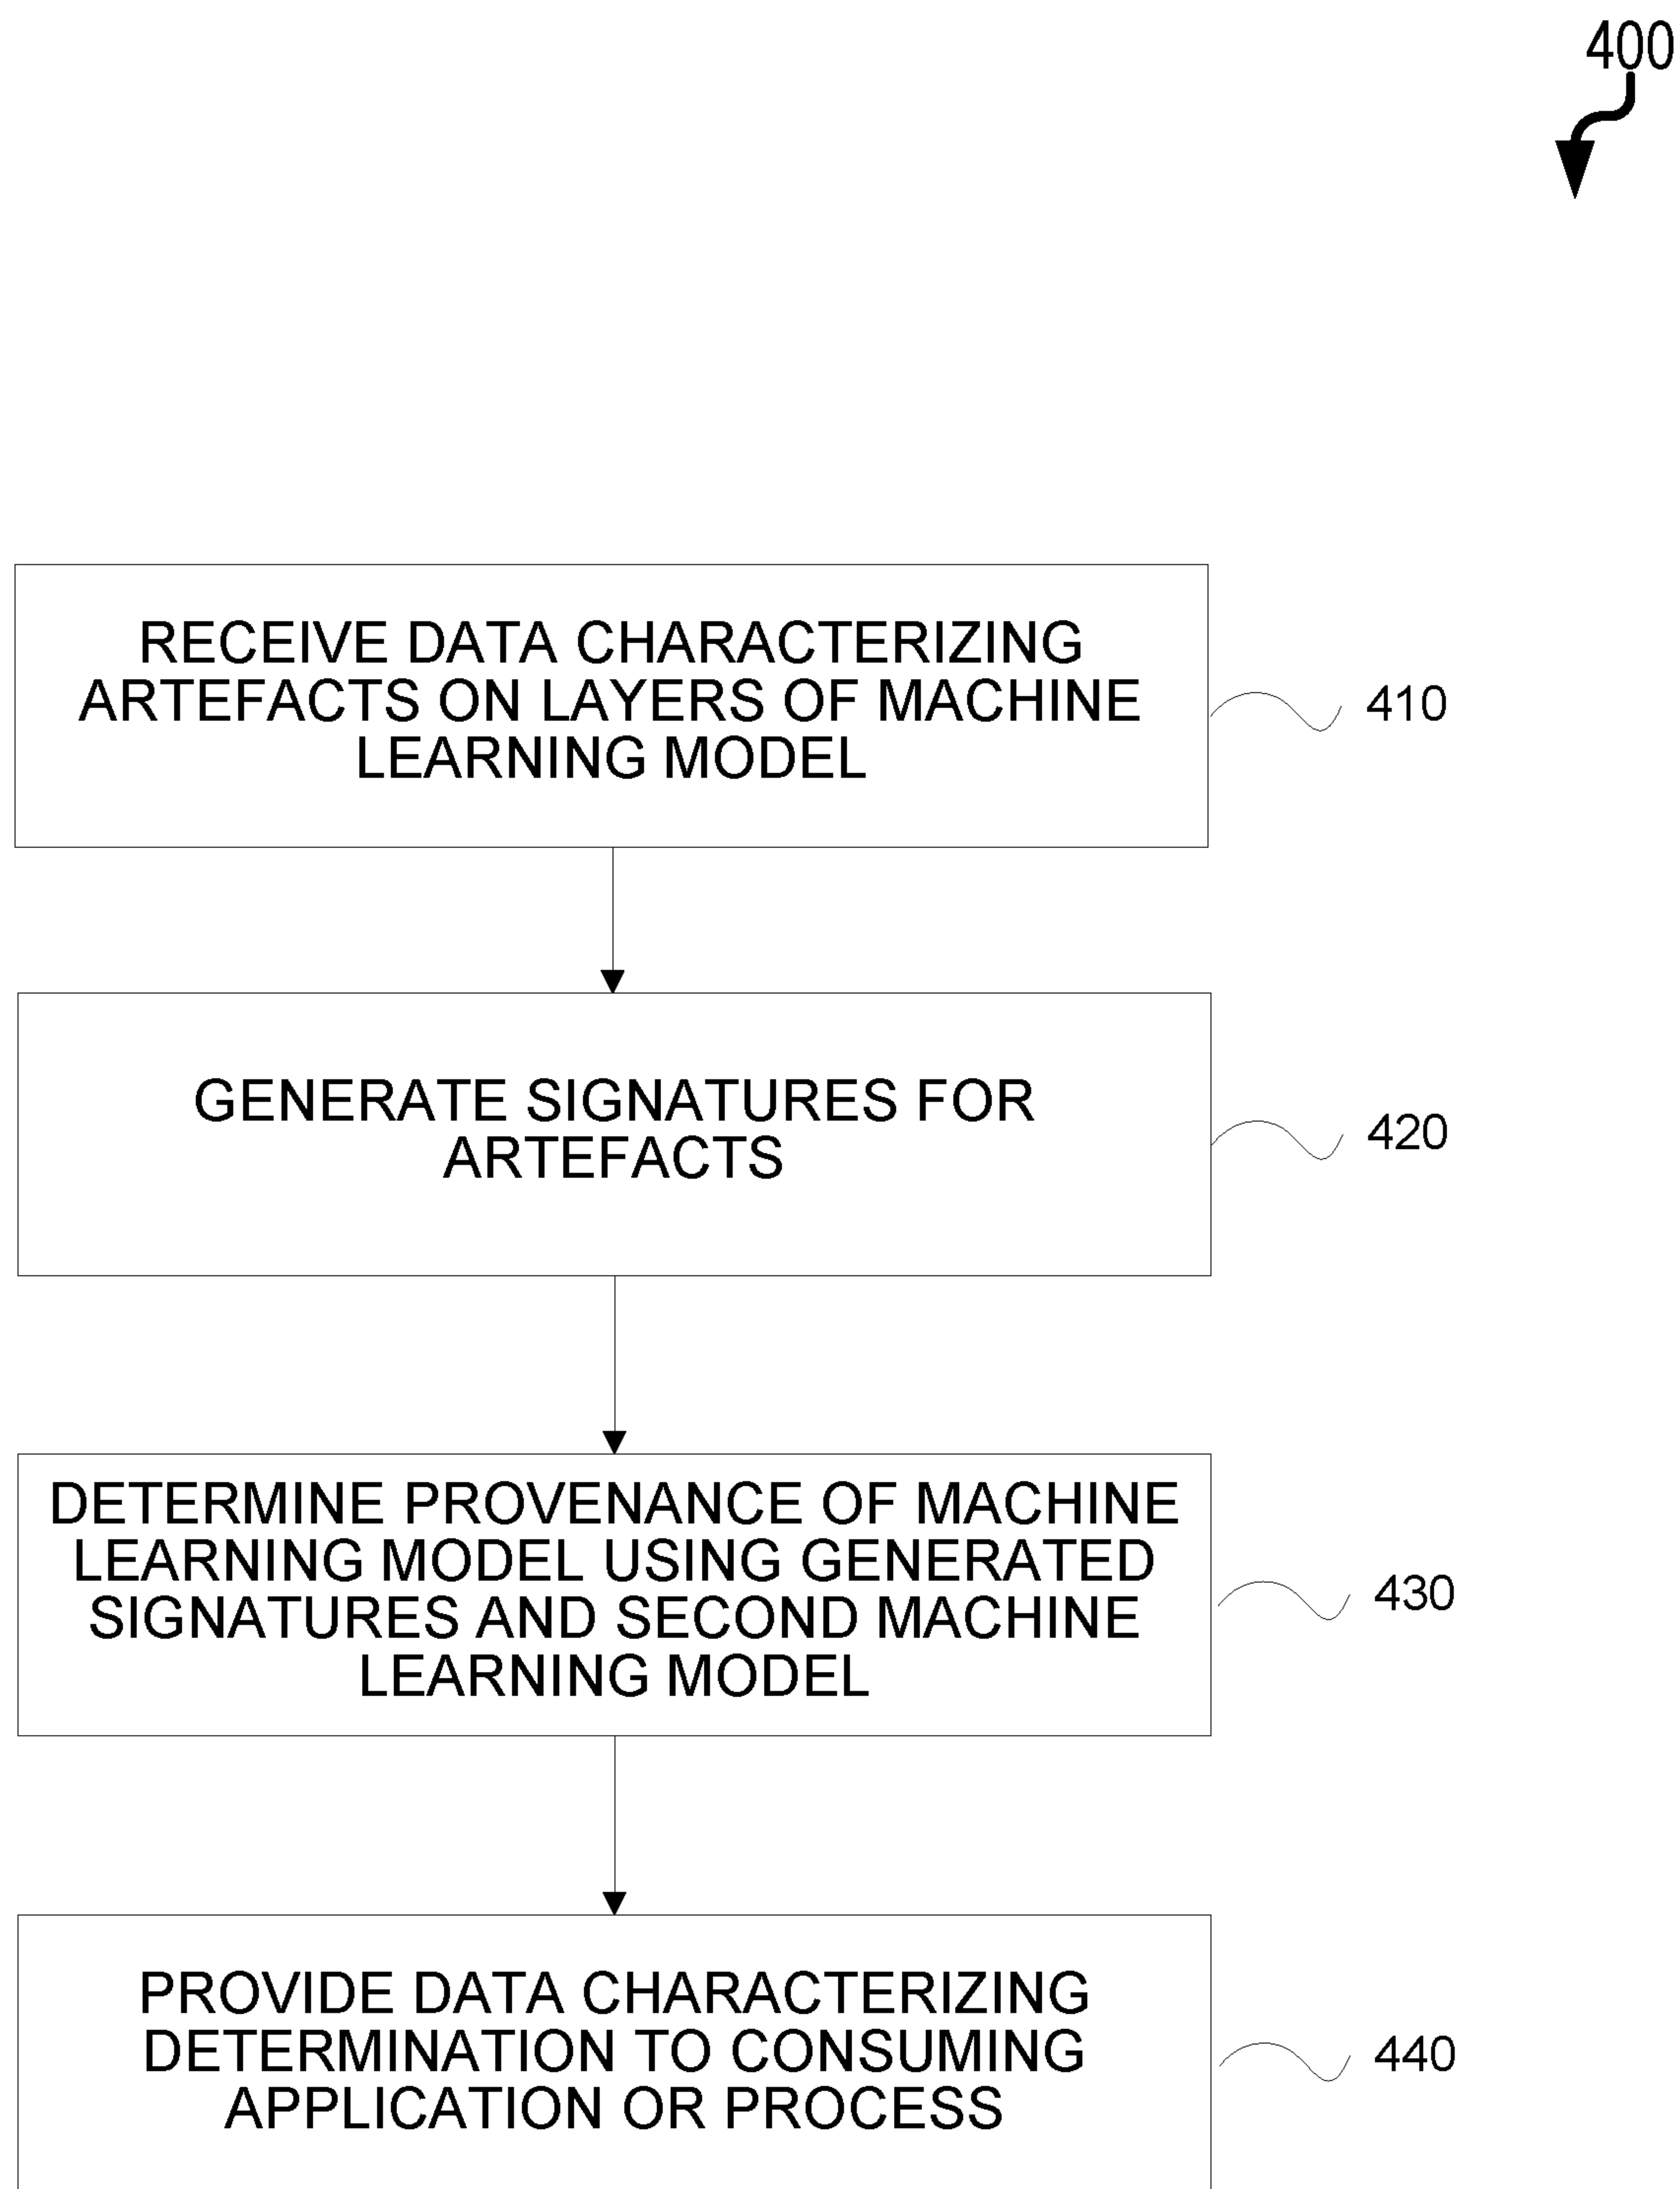 400
RECEIVE DATA CHARACTERIZING
ARTEFACTS ON LAYERS OF MACHINE
LEARNING MODEL
410
GENERATE SIGNATURES FOR
ARTEFACTS
420
DETERMINE PROVENANCE OF MACHINE
LEARNING MODEL USING GENERATED
SIGNATURES AND SECOND MACHINE
LEARNING MODEL
430
PROVIDE DATA CHARACTERIZING
DETERMINATION TO CONSUMING
APPLICATION OR PROCESS
440